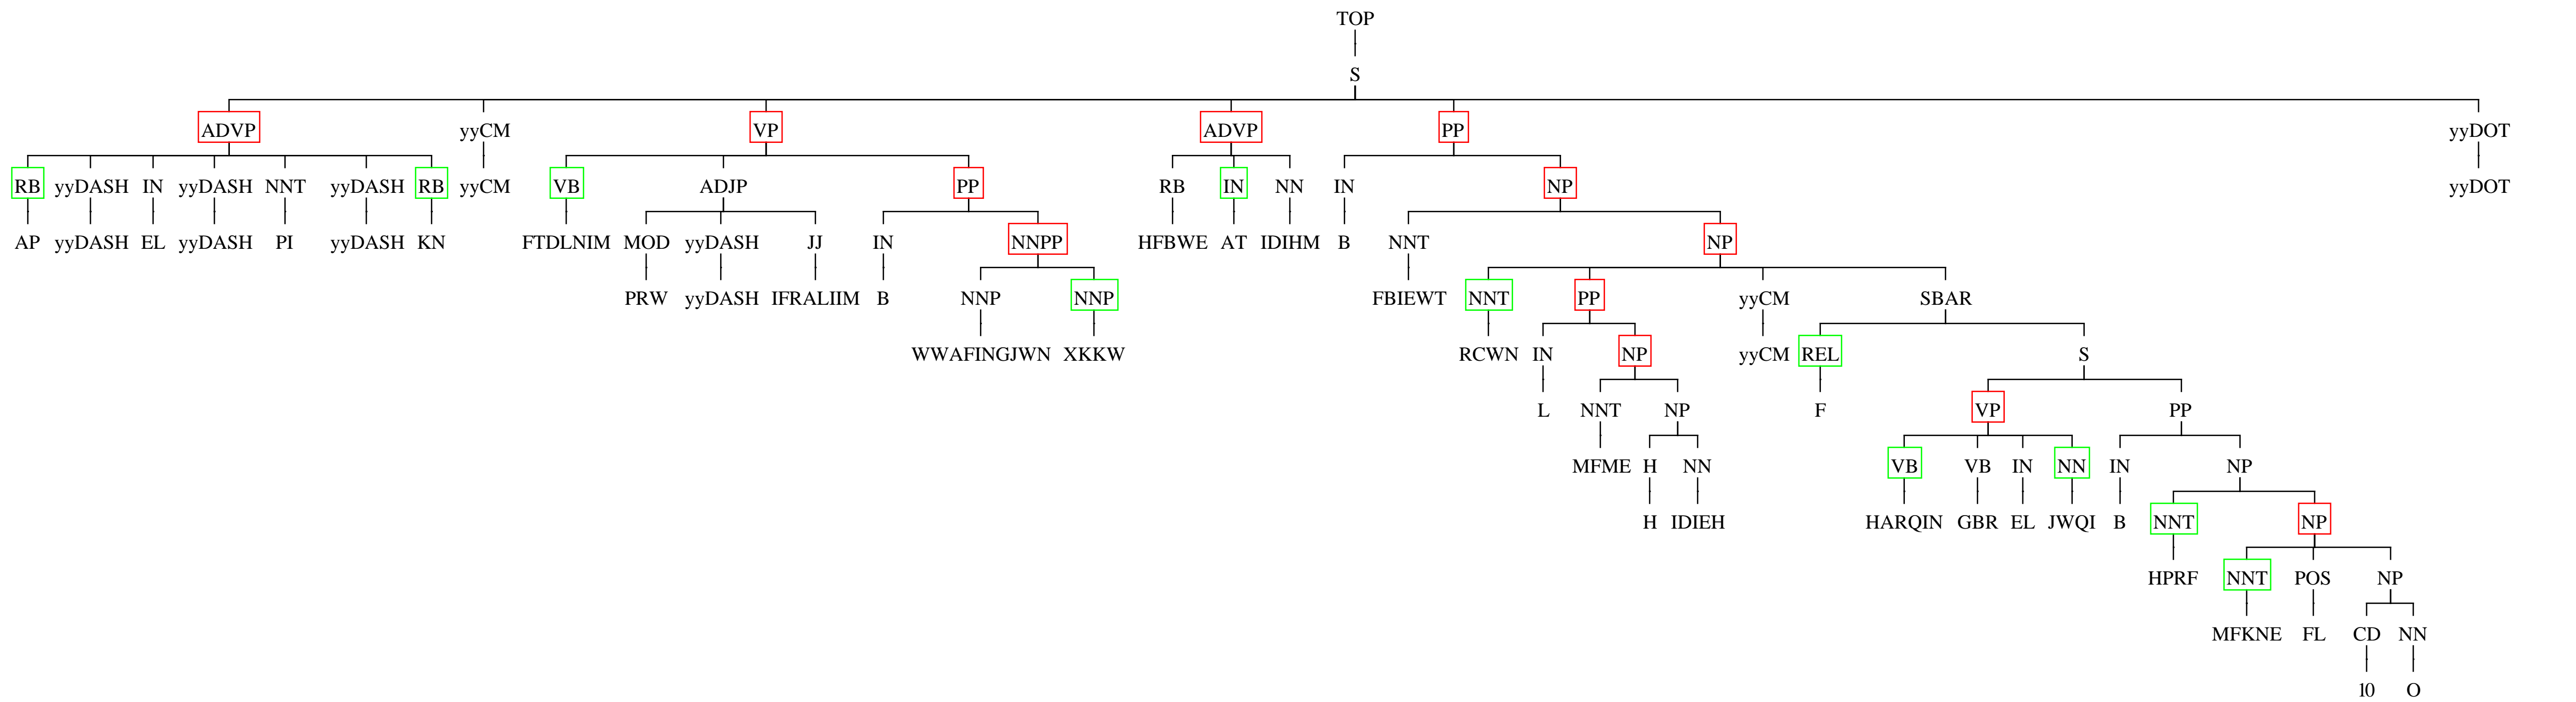 TOP
S
ADVP yyCM VP ADVP PP yyDOT
RB yyDASH IN yyDASH NNT yyDASH RB yyCM VB ADJP PP RB IN NN IN NP yyDOT
AP yyDASH EL yyDASH PI yyDASH KN FTDLNIM MOD yyDASH JJ IN NNPP HFBWE AT IDIHM B NNT NP
PRW yyDASH IFRALIIM B NNP NNP FBIEWT NNT PP yyCM SBAR
WWAFINGJWN XKKW RCWN IN NP yyCM REL S
L NNT NP F VP PP
MFME H NN VB VB IN NN IN NP
H IDIEH HARQIN GBR EL JWQI B NNT NP
HPRF NNT POS NP
MFKNE FL CD NN
10 O